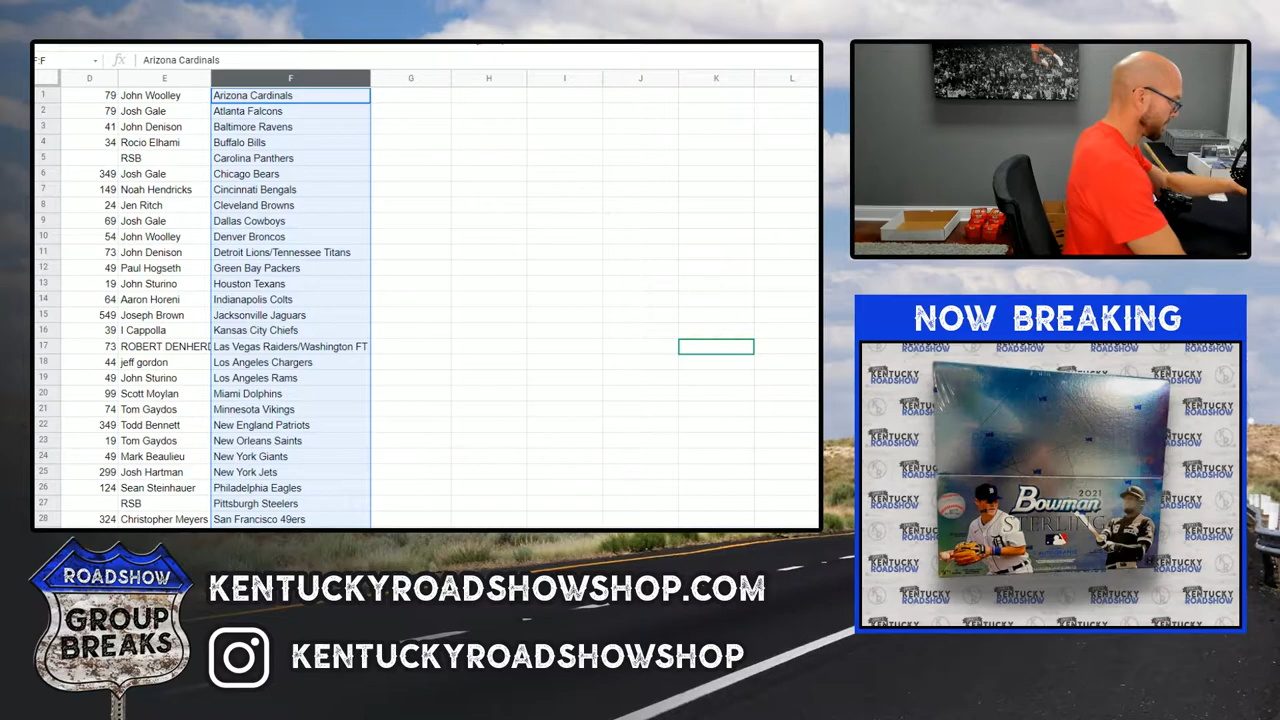 F:F fx Arizona Cardinals
D E F G H I J K L
1 79 John Woolley Arizona Cardinals
2 79 Josh Gale Atlanta Falcons
3 41 John Denison Baltimore Ravens
4 34 Rocio Elhami Buffalo Bills
5 RSB Carolina Panthers
6 349 Josh Gale Chicago Bears
7 149 Noah Hendricks Cincinnati Bengals
8 24 Jen Ritch Cleveland Browns
9 69 Josh Gale Dallas Cowboys
10 54 John Woolley Denver Broncos
11 73 John Denison Detroit Lions/Tennessee Titans
12 49 Paul Hogseth Green Bay Packers
13 19 John Sturino Houston Texans
14 64 Aaron Horeni Indianapolis Colts
15 549 Joseph Brown Jacksonville Jaguars
16 39 I Cappolla Kansas City Chiefs
17 73 ROBERT DENHERD Las Vegas Raiders/Washington FT
18 44 jeff gordon Los Angeles Chargers
19 49 John Sturino Los Angeles Rams
20 99 Scott Moylan Miami Dolphins
21 74 Tom Gaydos Minnesota Vikings
22 349 Todd Bennett New England Patriots
23 19 Tom Gaydos New Orleans Saints
24 49 Mark Beaulieu New York Giants
25 299 Josh Hartman New York Jets
26 124 Sean Steinhauer Philadelphia Eagles
27 RSB Pittsburgh Steelers
28 324 Christopher Meyers San Francisco 49ers
NOW BREAKING
KENTUCKY
ROADSHOW
2021
Bowman
STERLING
ROADSHOW
GROUP
BREAKS
KENTUCKYROADSHOWSHOP.COM
KENTUCKYROADSHOWSHOP